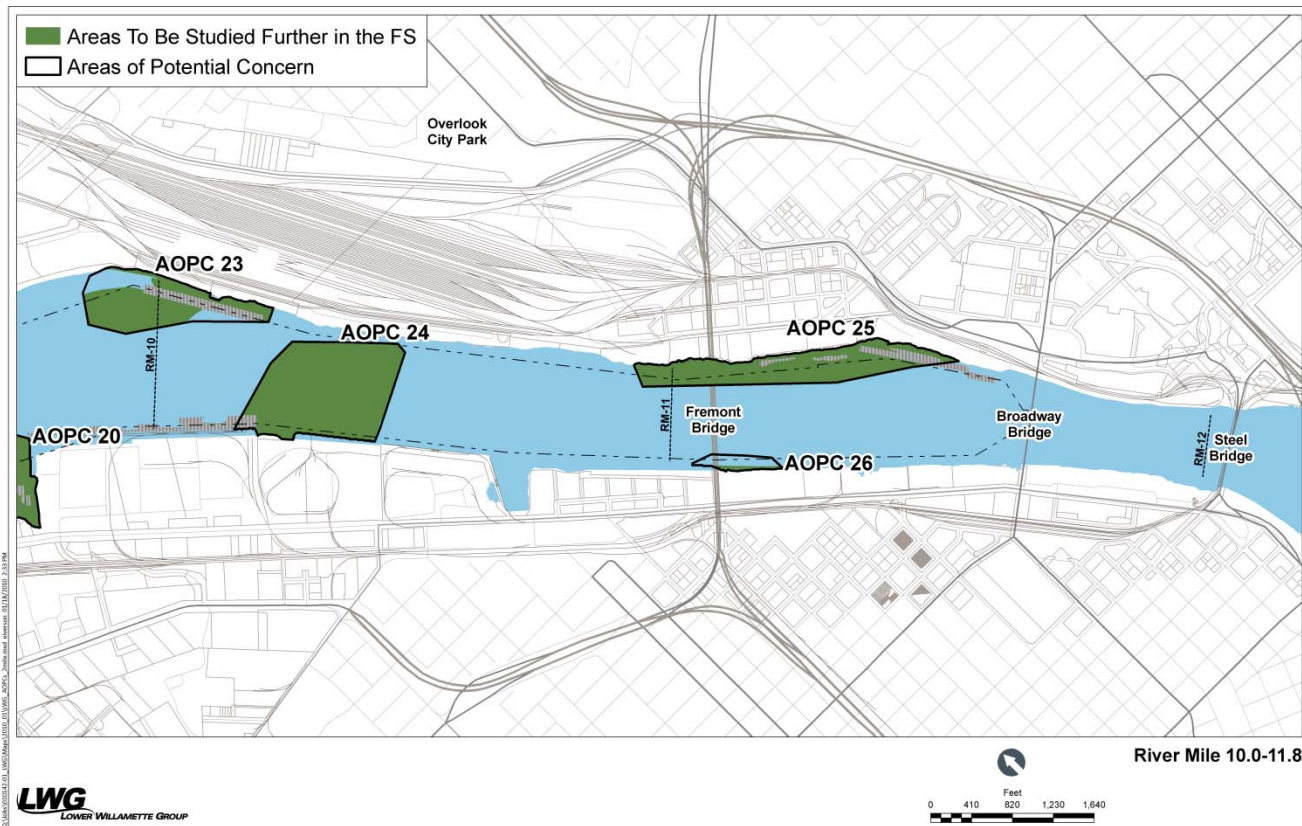 Areas To Be Studied Further in the FS
Areas of Potential Concern
Overlook
City Park
AOPC 23
AOPC 24
AOPC 25
RM-10
RM-11
Fremont
Bridge
Broadway
Bridge
RM-12
Steel
Bridge
AOPC 20
AOPC 26
River Mile 10.0-11.8
Feet
0 410 820 1,230 1,640
LWG
LOWER WILLAMETTE GROUP